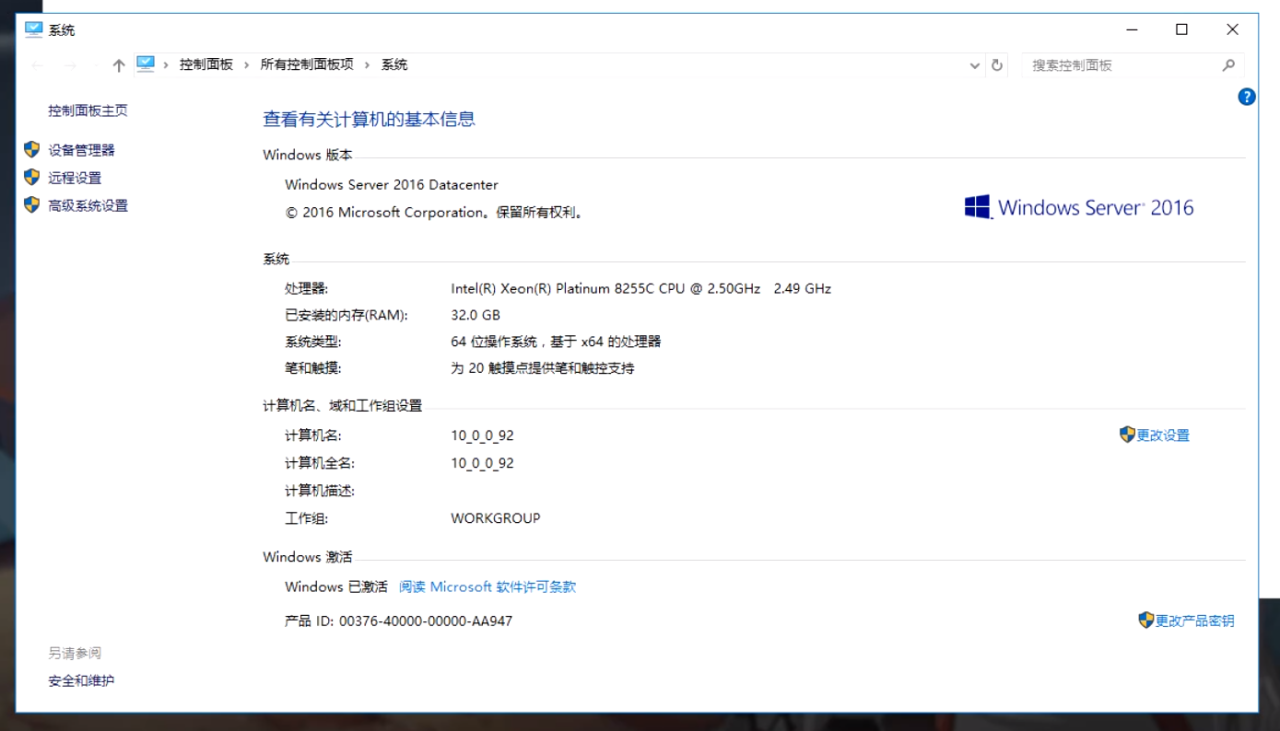 系统
控制面板 › 所有控制面板项 › 系统
搜索控制面板
控制面板主页
设备管理器
远程设置
高级系统设置
查看有关计算机的基本信息
Windows 版本
Windows Server 2016 Datacenter
© 2016 Microsoft Corporation。保留所有权利。
Windows Server 2016
系统
处理器: Intel(R) Xeon(R) Platinum 8255C CPU @ 2.50GHz 2.49 GHz
已安装的内存(RAM): 32.0 GB
系统类型: 64 位操作系统，基于 x64 的处理器
笔和触摸: 为 20 触摸点提供笔和触控支持
计算机名、域和工作组设置
计算机名: 10_0_0_92 更改设置
计算机全名: 10_0_0_92
计算机描述:
工作组: WORKGROUP
Windows 激活
Windows 已激活 阅读 Microsoft 软件许可条款
产品 ID: 00376-40000-00000-AA947 更改产品密钥
另请参阅
安全和维护